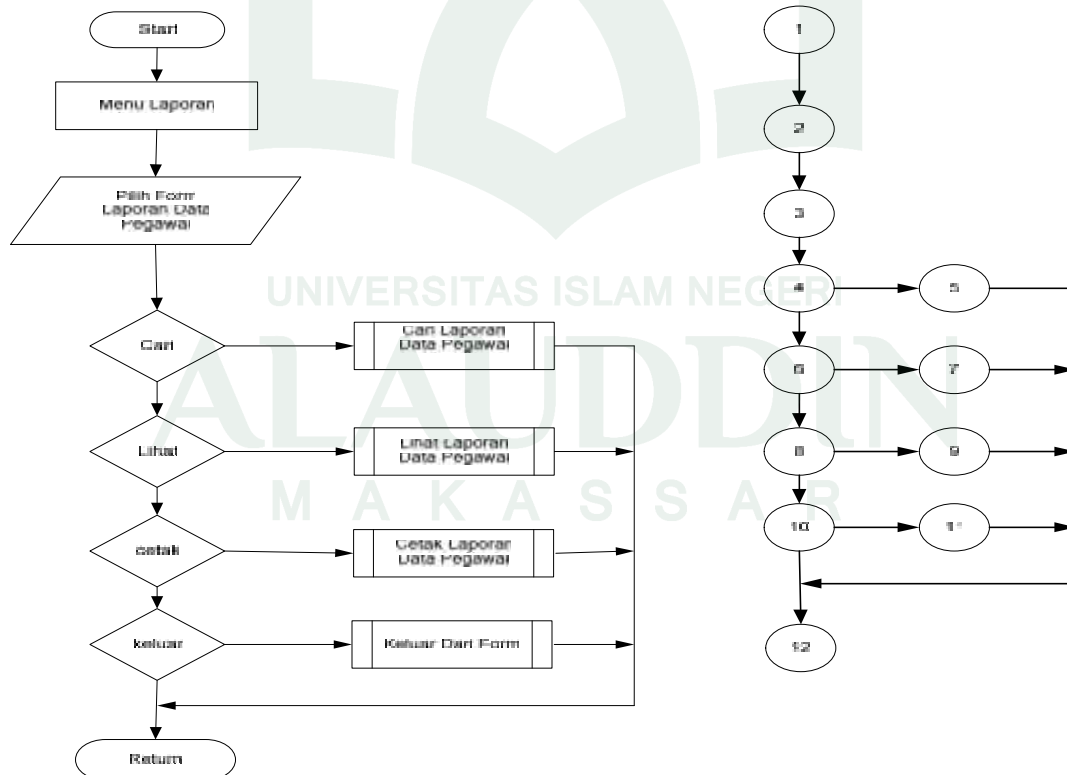 Start
Menu Laporan
Pilih Form
Laporan Data
Pegawai
Cari
Cari Laporan
Data Pegawai
Lihat
Lihat Laporan
Data Pegawai
cetak
Cetak Laporan
Data Pegawai
keluar
Keluar Dari Form
Return
1
2
3
4
5
6
7
8
9
10
11
12
UNIVERSITAS ISLAM NEGERI
ALAUDDIN
MAKASSAR